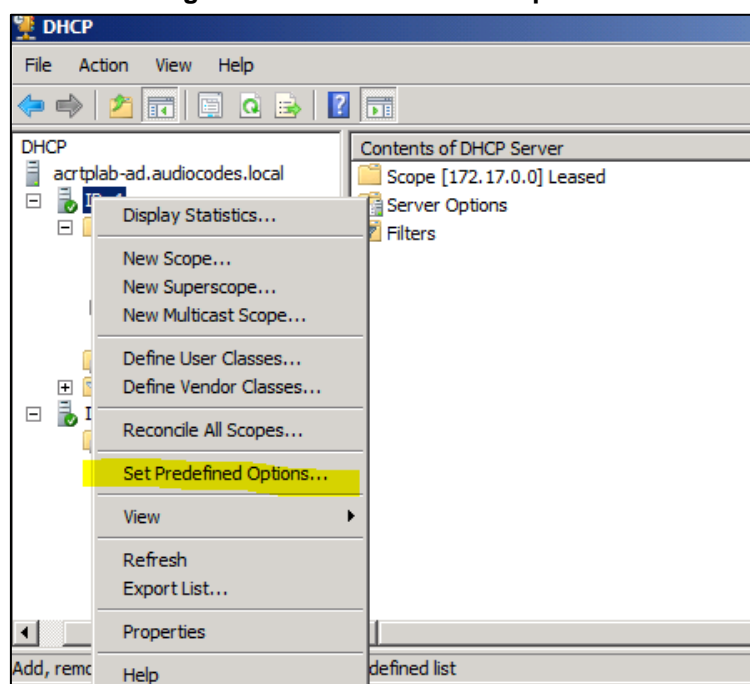 DHCP
File Action View Help
DHCP
acrtplab-ad.audiocodes.local
Contents of DHCP Server
Scope [172.17.0.0] Leased
Server Options
Filters
Display Statistics...
New Scope...
New Superscope...
New Multicast Scope...
Define User Classes...
Define Vendor Classes...
Reconcile All Scopes...
Set Predefined Options...
View
Refresh
Export List...
Properties
Help
Add, remo
defined list